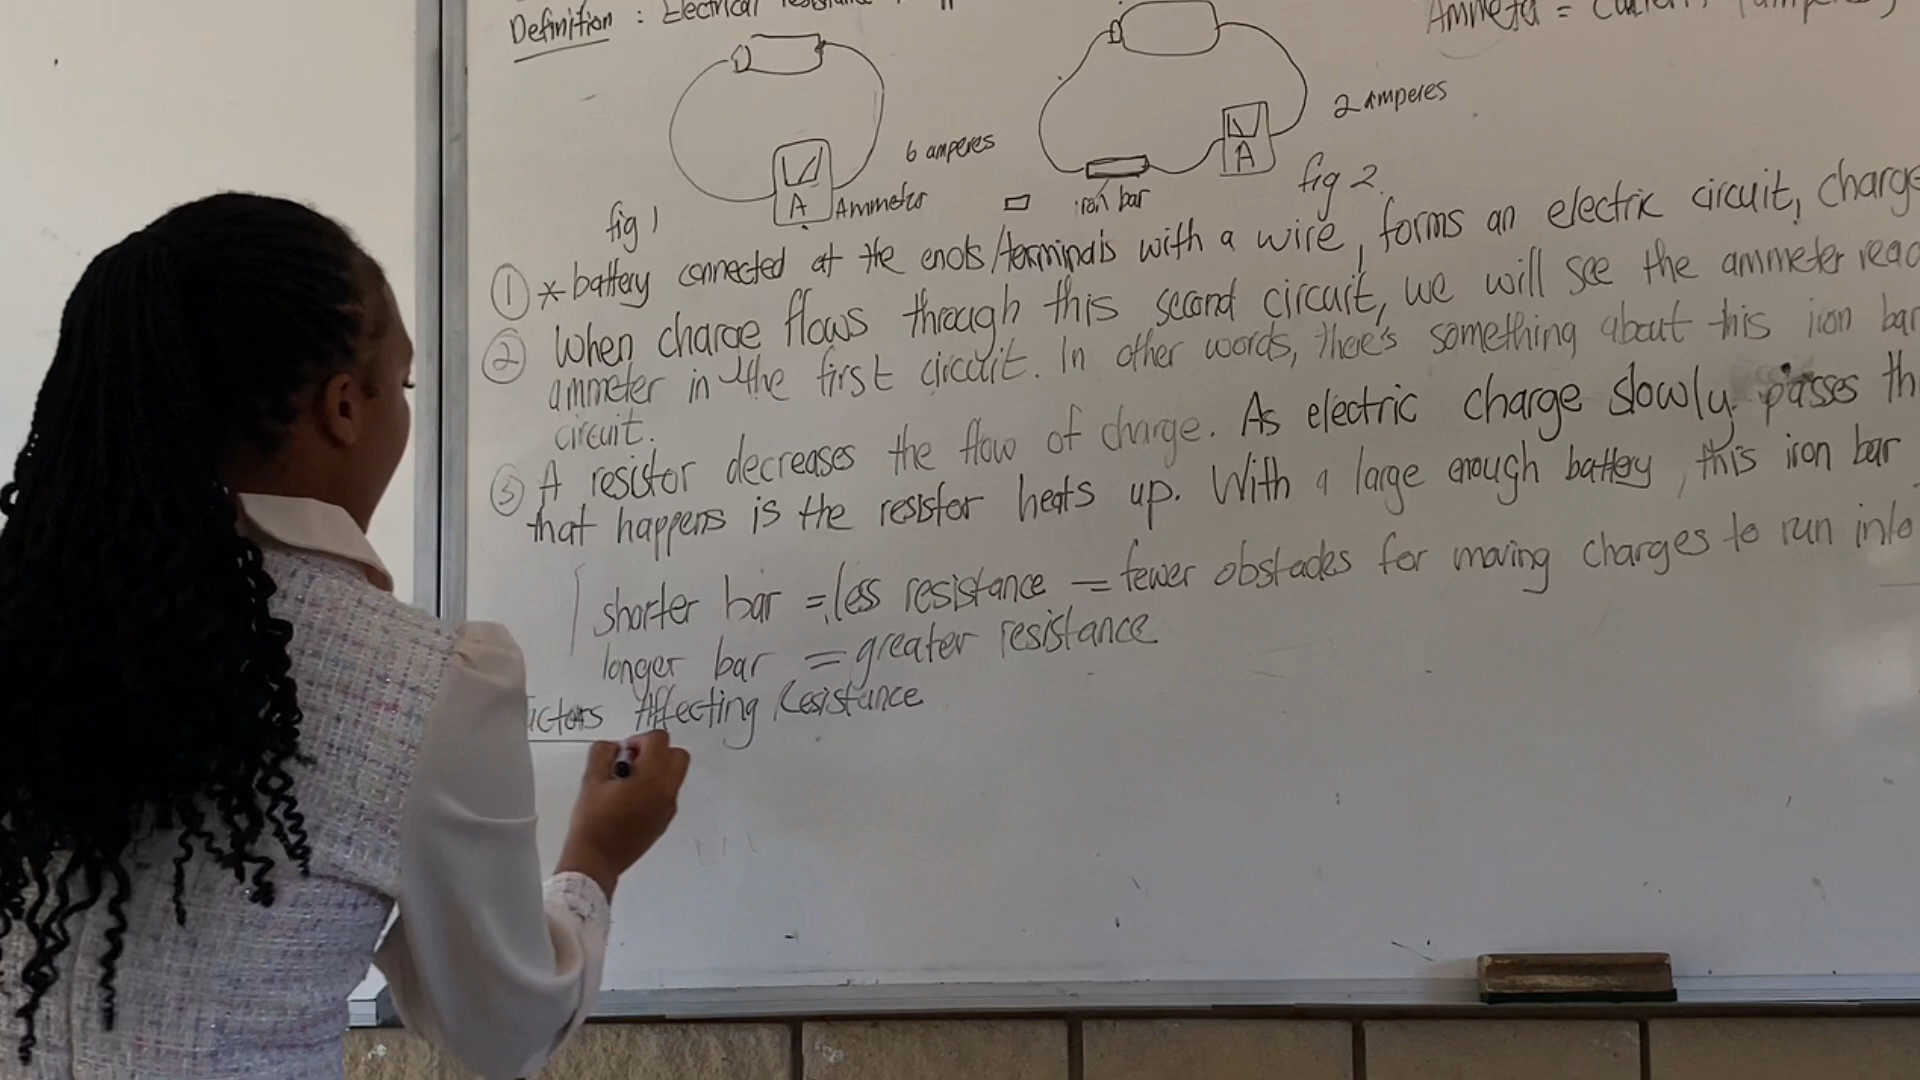 Definition : Electrical
Ammeter =
6 amperes
2 amperes
A Ammeter
A
iron bar
fig 1
fig 2.
① * battery connected at the ends/terminals with a wire, forms an electric circuit, charge
② When charge flows through this second circuit, we will see the ammeter read
ammeter in the first circuit. In other words, there's something about this iron bar
circuit.
③ A resistor decreases the flow of charge. As electric charge slowly passes th
that happens is the resistor heats up. With a large enough battery, this iron bar
shorter bar = less resistance = fewer obstacles for moving charges to run into
longer bar = greater resistance
actors Affecting Resistance